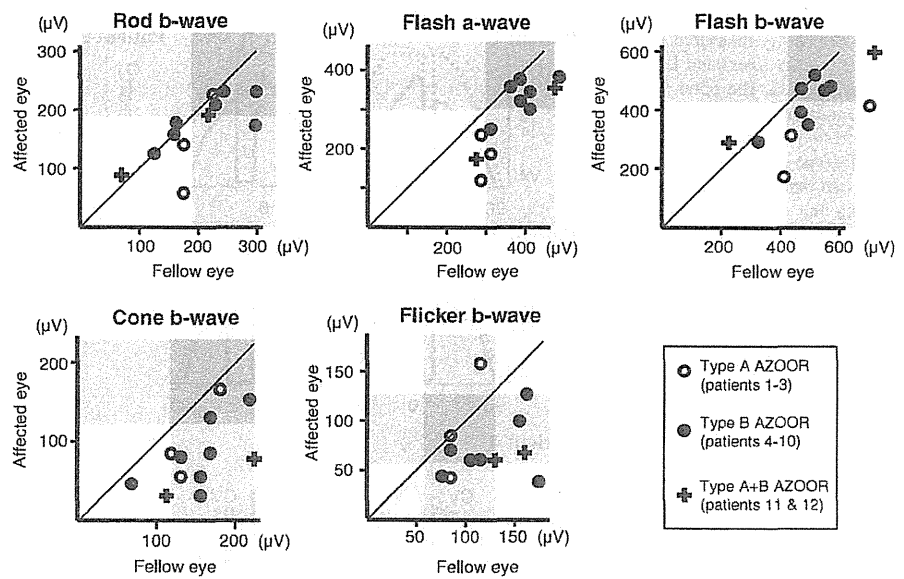 Rod b-wave
(µV)
300
200
100
Affected eye
100 200 300 (µV)
Fellow eye
Flash a-wave
(µV)
400
200
Affected eye
200 400 (µV)
Fellow eye
Flash b-wave
(µV)
600
400
200
Affected eye
200 400 600 (µV)
Fellow eye
Cone b-wave
(µV)
200
100
Affected eye
100 200 (µV)
Fellow eye
Flicker b-wave
(µV)
150
100
50
Affected eye
50 100 150 (µV)
Fellow eye
Type A AZOOR
(patients 1-3)
Type B AZOOR
(patients 4-10)
Type A+B AZOOR
(patients 11 & 12)